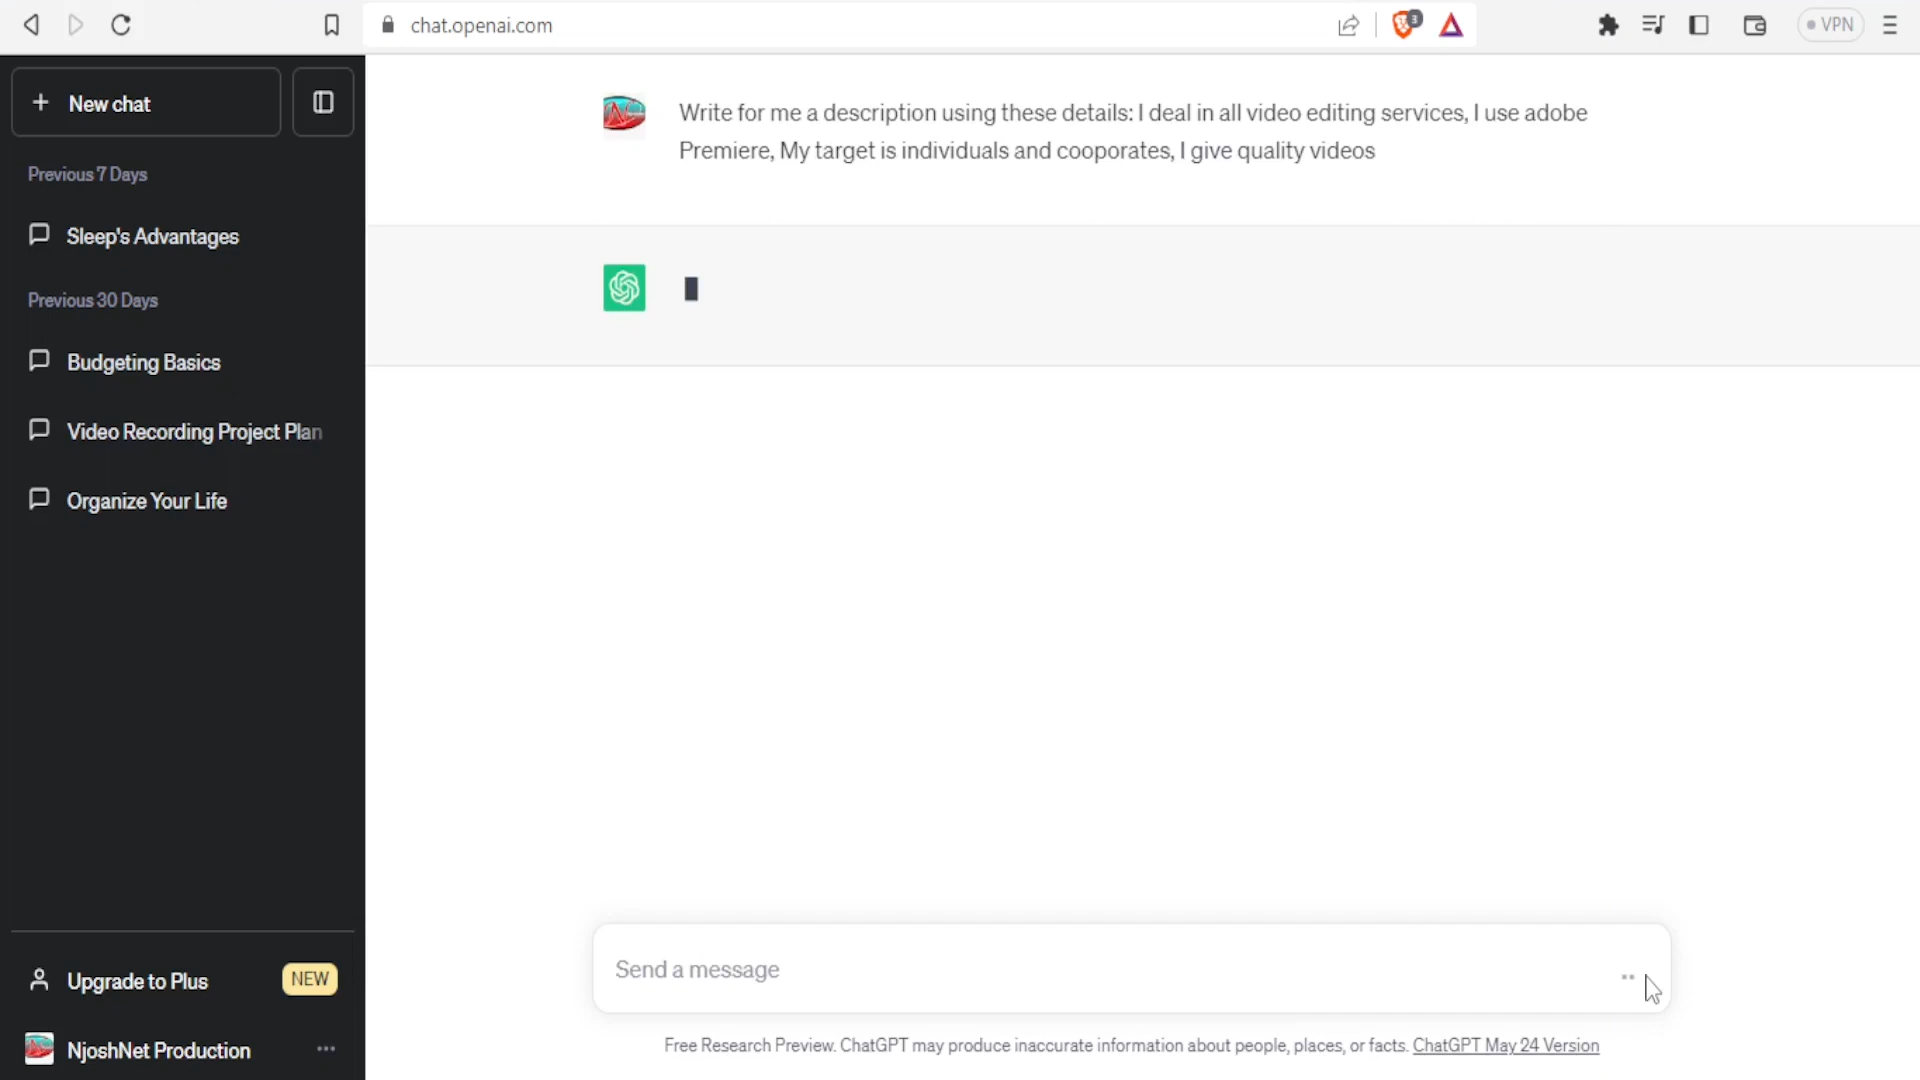 chat.openai.com
3
VPN
New chat
Previous 7 Days
Sleep's Advantages
Previous 30 Days
Budgeting Basics
Video Recording Project Plan
Organize Your Life
Upgrade to Plus
NEW
NjoshNet Production
Write for me a description using these details: I deal in all video editing services, I use adobe
Premiere, My target is individuals and cooporates, I give quality videos
Send a message
Free Research Preview. ChatGPT may produce inaccurate information about people, places, or facts. ChatGPT May 24 Version